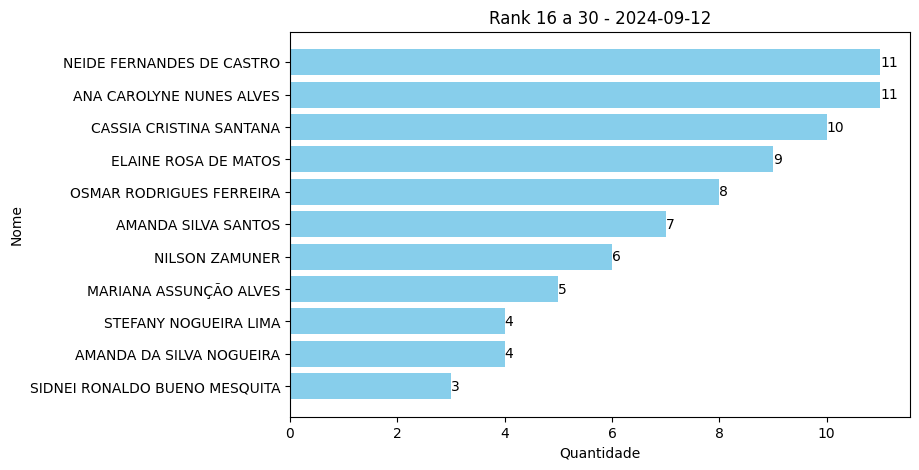 Rank 16 a 30 - 2024-09-12
NEIDE FERNANDES DE CASTRO 11
ANA CAROLYNE NUNES ALVES 11
CASSIA CRISTINA SANTANA 10
ELAINE ROSA DE MATOS 9
OSMAR RODRIGUES FERREIRA 8
AMANDA SILVA SANTOS 7
NILSON ZAMUNER 6
MARIANA ASSUNÇÃO ALVES 5
STEFANY NOGUEIRA LIMA 4
AMANDA DA SILVA NOGUEIRA 4
SIDNEI RONALDO BUENO MESQUITA 3
Nome
0 2 4 6 8 10
Quantidade